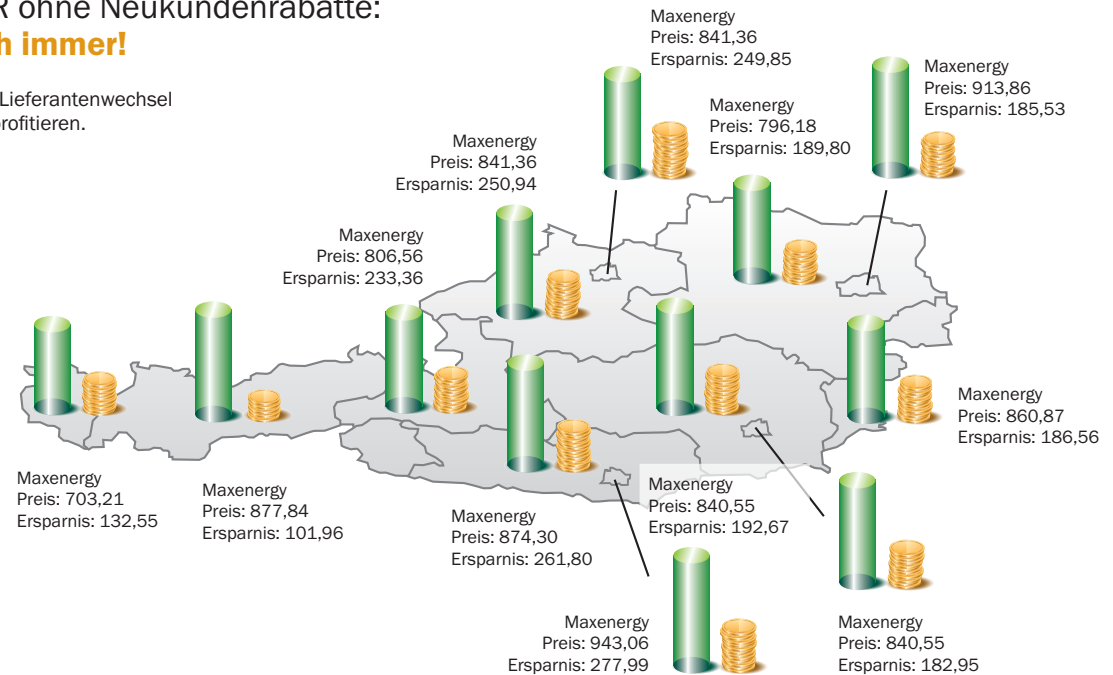 R ohne Neukundenrabatte:
h immer!
Lieferantenwechsel
profitieren.
Maxenergy
Preis: 841,36
Ersparnis: 249,85
Maxenergy
Preis: 913,86
Ersparnis: 185,53
Maxenergy
Preis: 796,18
Ersparnis: 189,80
Maxenergy
Preis: 841,36
Ersparnis: 250,94
Maxenergy
Preis: 806,56
Ersparnis: 233,36
Maxenergy
Preis: 860,87
Ersparnis: 186,56
Maxenergy
Preis: 703,21
Ersparnis: 132,55
Maxenergy
Preis: 877,84
Ersparnis: 101,96
Maxenergy
Preis: 874,30
Ersparnis: 261,80
Maxenergy
Preis: 840,55
Ersparnis: 192,67
Maxenergy
Preis: 943,06
Ersparnis: 277,99
Maxenergy
Preis: 840,55
Ersparnis: 182,95